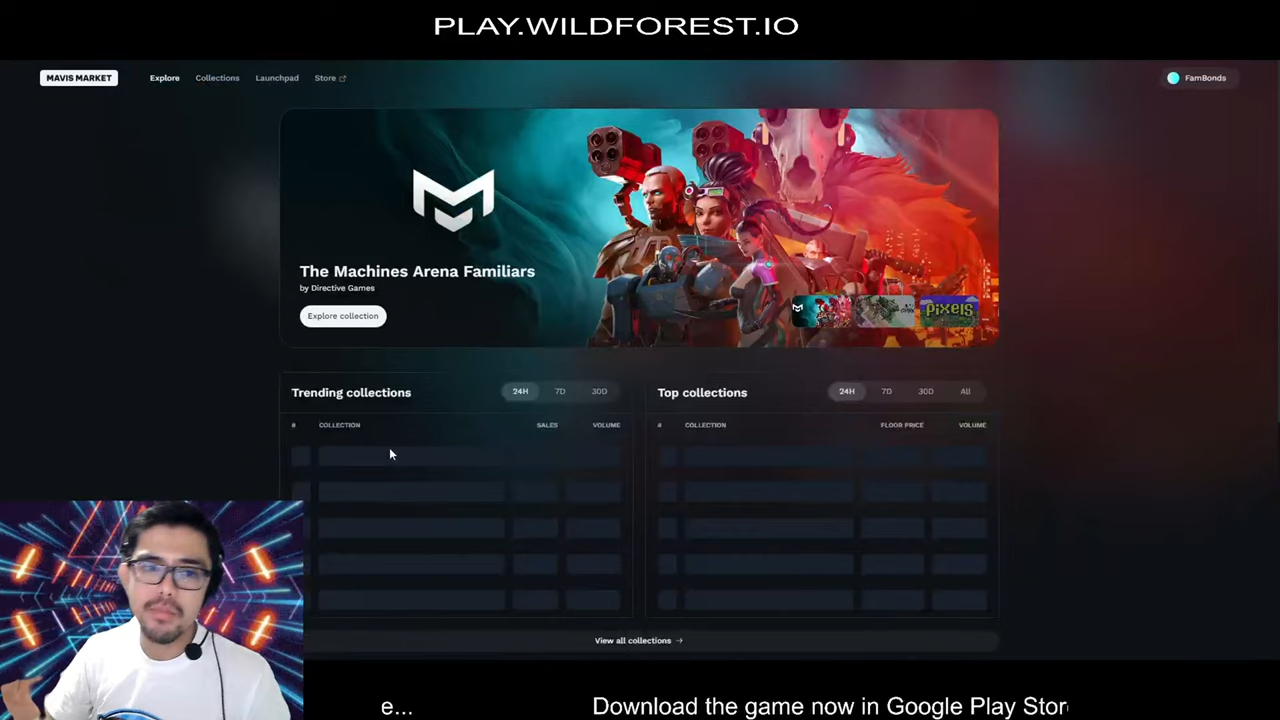 PLAY.WILDFOREST.IO
MAVIS MARKET Explore Collections Launchpad Store FamBonds
The Machines Arena Familiars
by Directive Games
Explore collection
PIXELS
Trending collections 24H 7D 30D
# COLLECTION SALES VOLUME
Top collections 24H 7D 30D All
# COLLECTION FLOOR PRICE VOLUME
View all collections →
e... Download the game now in Google Play Stor